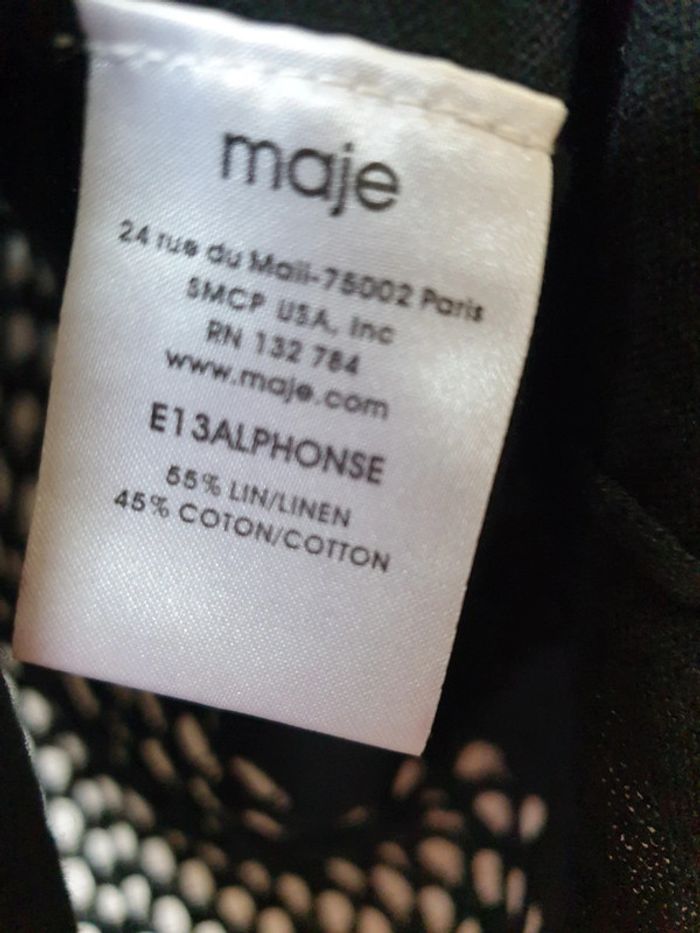 maje
24 rue du Mail-75002 Paris
SMCP USA, Inc
RN 132 784
www.maje.com
E13ALPHONSE
55% LIN/LINEN
45% COTON/COTTON